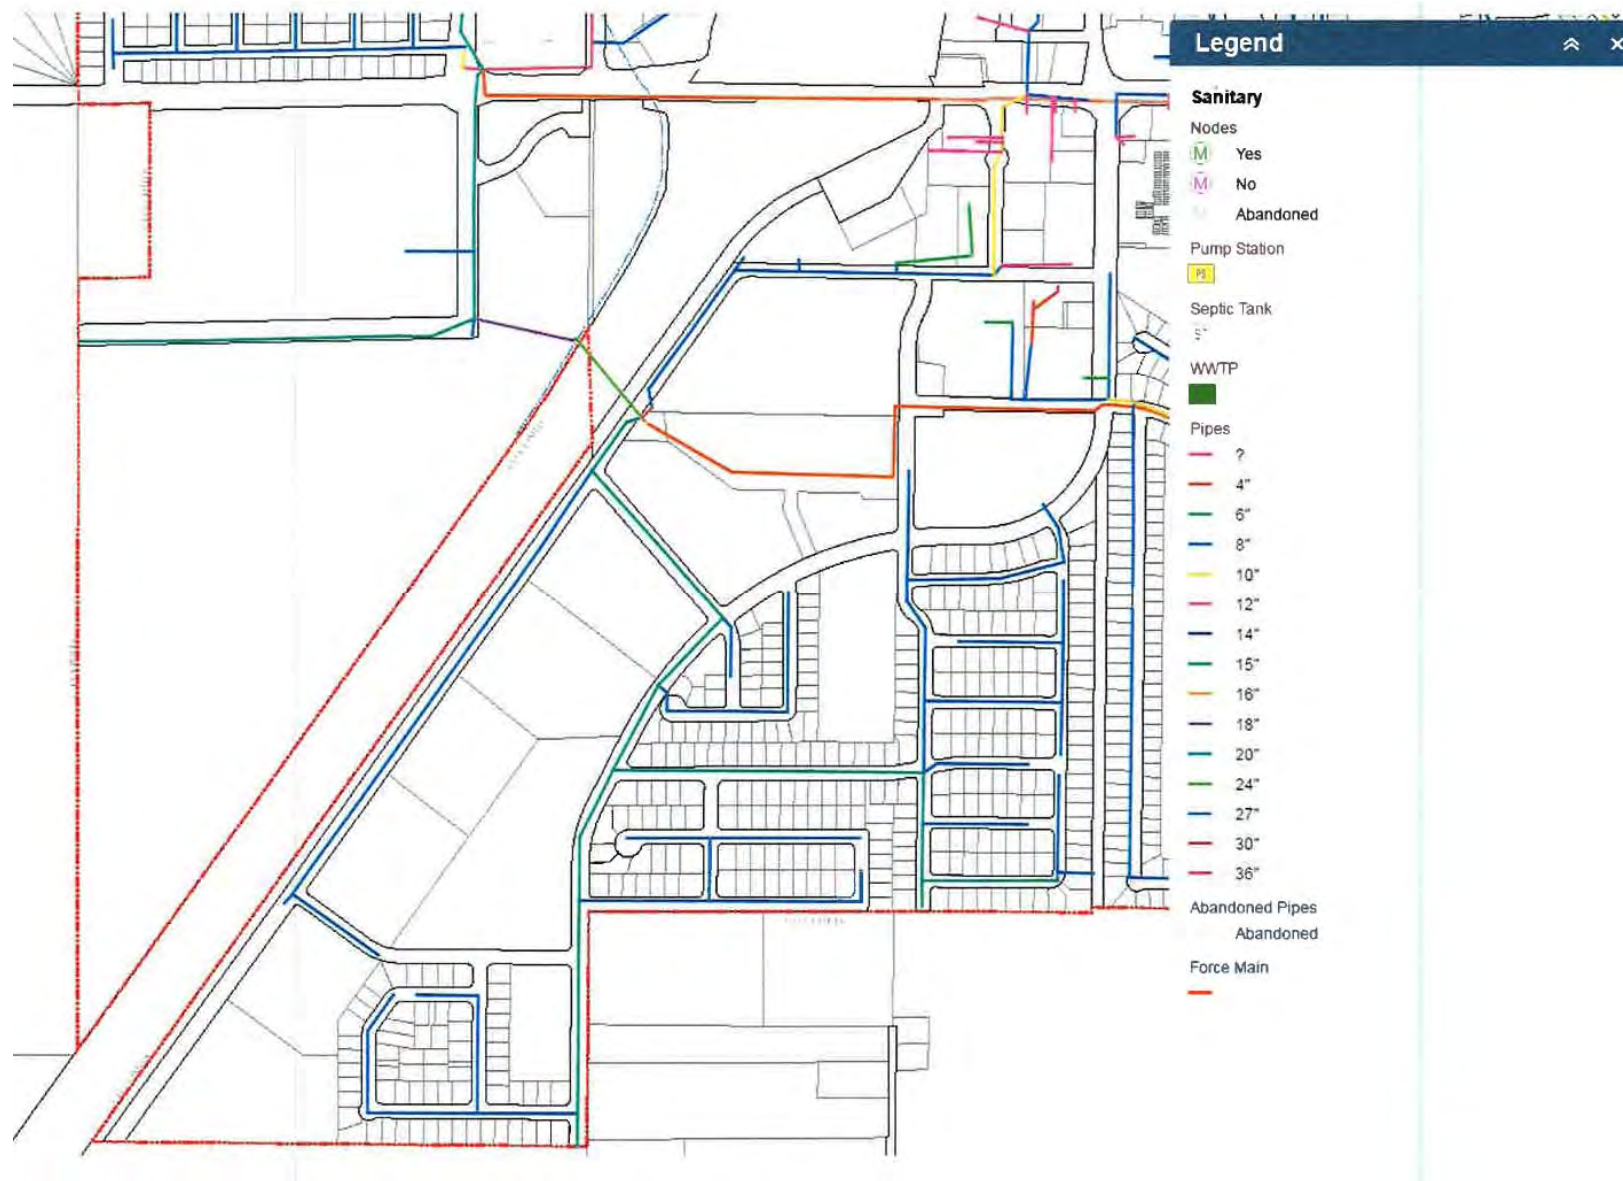 Legend
Sanitary
Nodes
M Yes
M No
Abandoned
Pump Station
PS
Septic Tank
WWTP
Pipes
?
4"
6"
8"
10"
12"
14"
15"
16"
18"
20"
24"
27"
30"
36"
Abandoned Pipes
Abandoned
Force Main